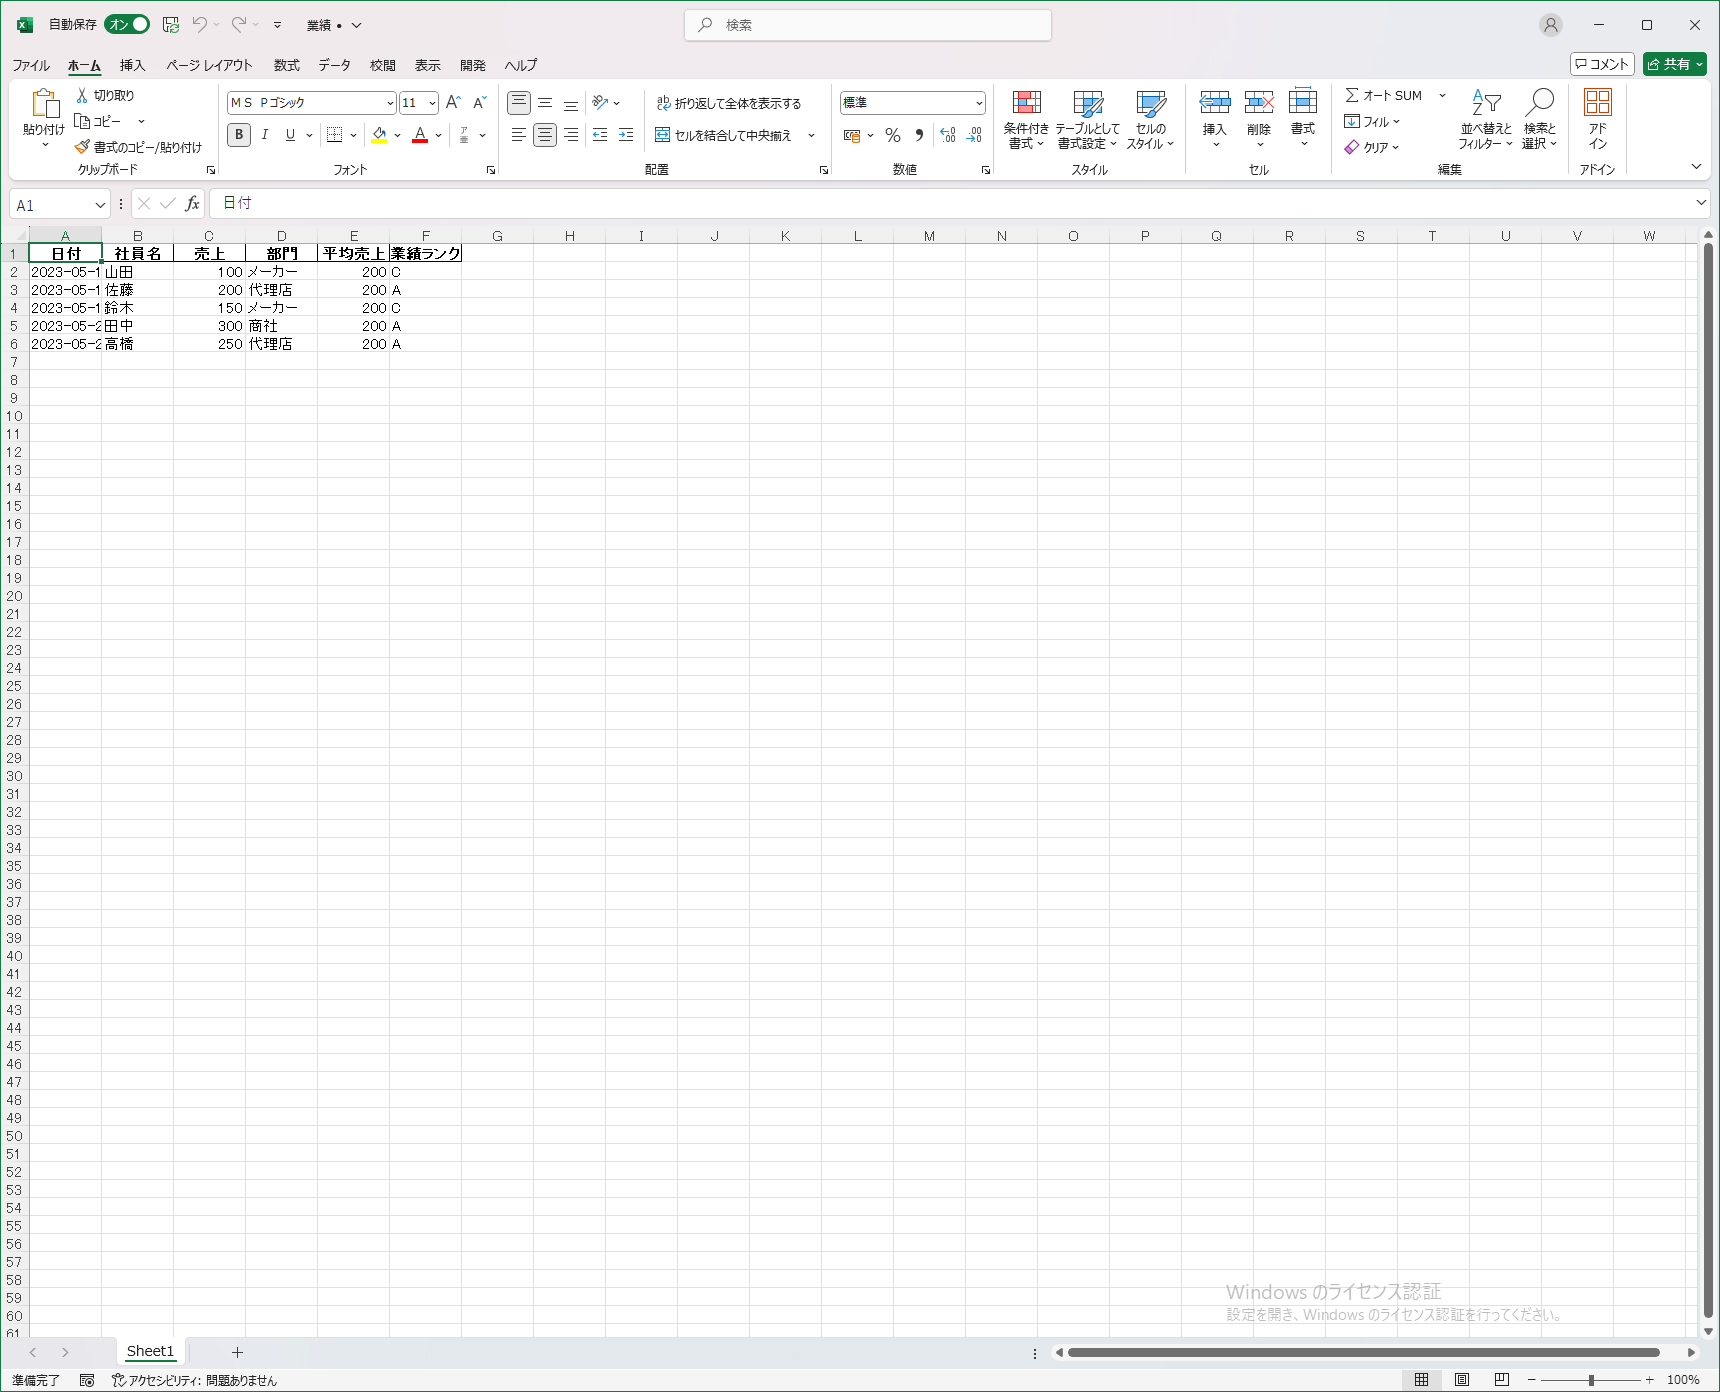 自動保存 オン 業績 • 検索
ファイル ホーム 挿入 ページ レイアウト 数式 データ 校閲 表示 開発 ヘルプ コメント 共有
貼り付け 切り取り コピー 書式のコピー/貼り付け クリップボード
ＭＳ Ｐゴシック 11 B I U A フォント
折り返して全体を表示する セルを結合して中央揃え 配置
標準 % 数値
条件付き書式 テーブルとして書式設定 セルのスタイル スタイル
挿入 削除 書式 セル
オート SUM フィル クリア 並べ替えとフィルター 検索と選択 編集
アドイン アドイン
A1 fx 日付
A B C D E F G H I J K L M N O P Q R S T U V W
1 日付 社員名 売上 部門 平均売上 業績ランク
2 2023-05-1 山田 100 メーカー 200 C
3 2023-05-1 佐藤 200 代理店 200 A
4 2023-05-1 鈴木 150 メーカー 200 C
5 2023-05-2 田中 300 商社 200 A
6 2023-05-2 高橋 250 代理店 200 A
7
8
9
10
11
12
13
14
15
16
17
18
19
20
21
22
23
24
25
26
27
28
29
30
31
32
33
34
35
36
37
38
39
40
41
42
43
44
45
46
47
48
49
50
51
52
53
54
55
56
57
58
59
60
61
Windows のライセンス認証
設定を開き、Windows のライセンス認証を行ってください。
Sheet1
準備完了 アクセシビリティ: 問題ありません 100%